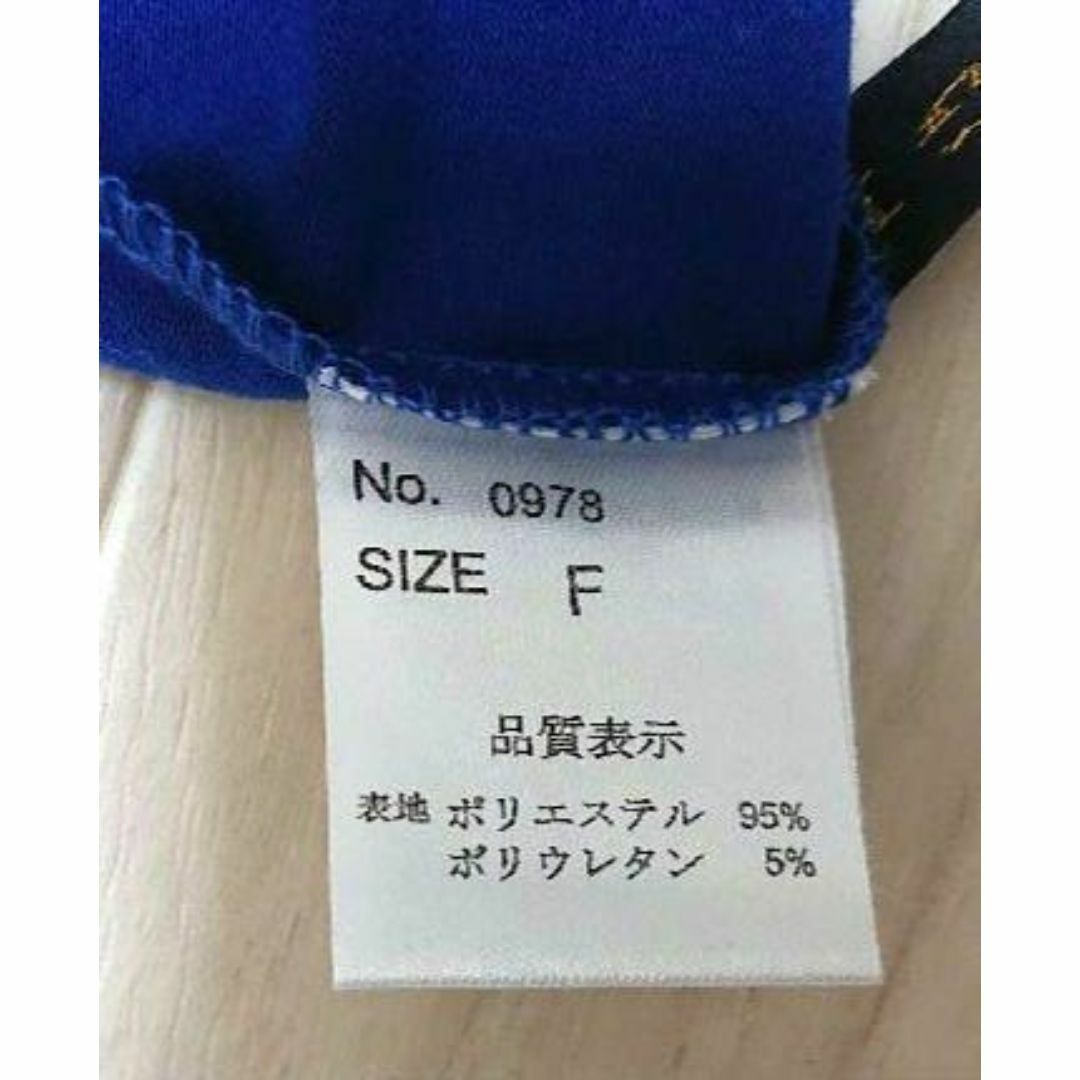 No. 0978
SIZE F
品質表示
表地 ポリエステル 95%
ポリウレタン 5%